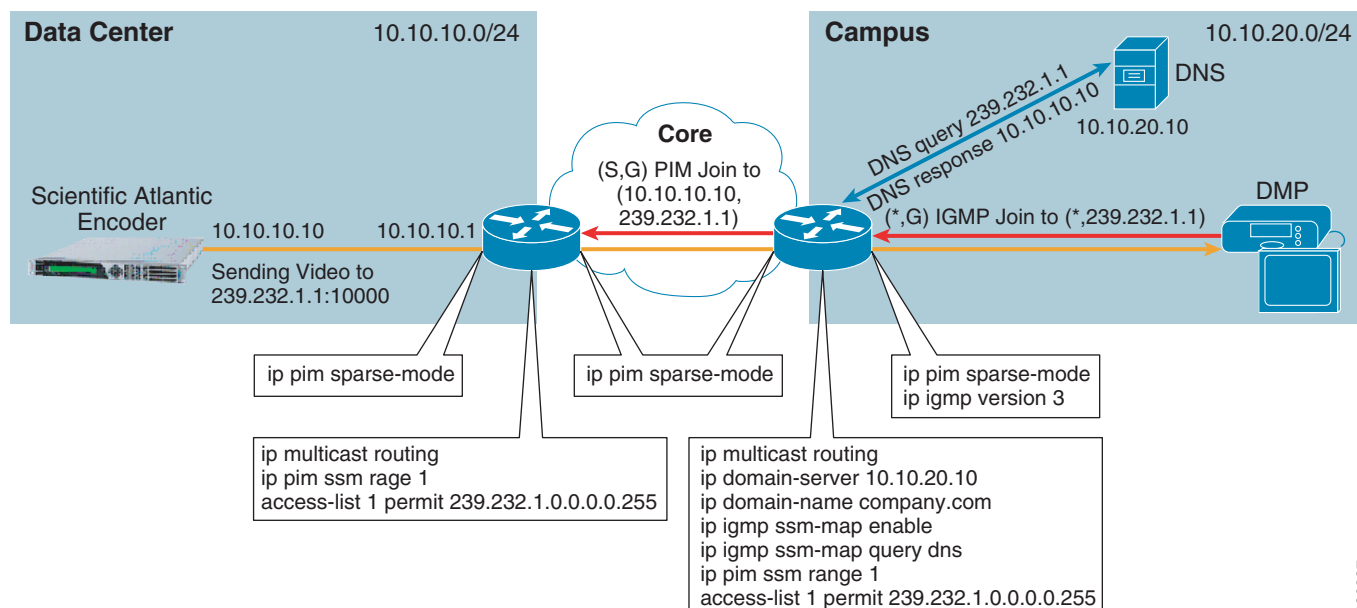 Data Center
10.10.10.0/24
Campus
10.10.20.0/24
DNS
10.10.20.10
DNS query 239.232.1.1
DNS response 10.10.10.10
Core
(S,G) PIM Join to
(10.10.10.10,
239.232.1.1)
Scientific Atlantic
Encoder
10.10.10.10
10.10.10.1
Sending Video to
239.232.1.1:10000
(*,G) IGMP Join to (*,239.232.1.1)
DMP
ip pim sparse-mode
ip pim sparse-mode
ip pim sparse-mode
ip igmp version 3
ip multicast routing
ip pim ssm rage 1
access-list 1 permit 239.232.1.0.0.0.0.255
ip multicast routing
ip domain-server 10.10.20.10
ip domain-name company.com
ip igmp ssm-map enable
ip igmp ssm-map query dns
ip pim ssm range 1
access-list 1 permit 239.232.1.0.0.0.0.255